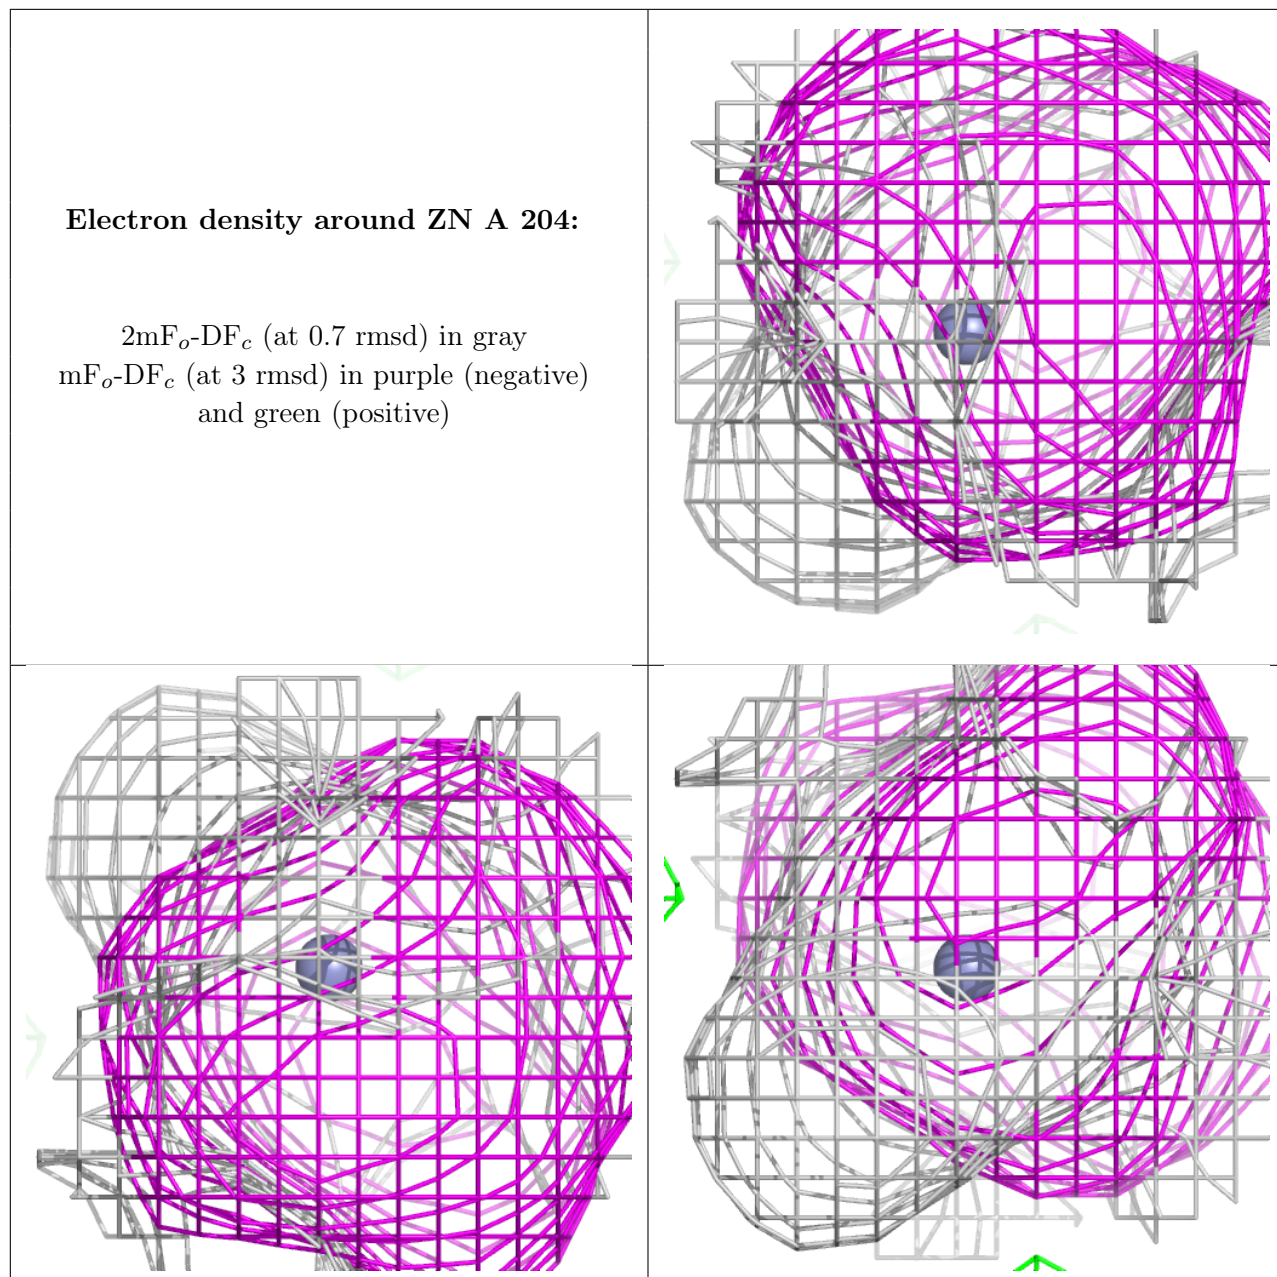 Electron density around ZN A 204:
2mFo-DFc (at 0.7 rmsd) in gray
mFo-DFc (at 3 rmsd) in purple (negative)
and green (positive)